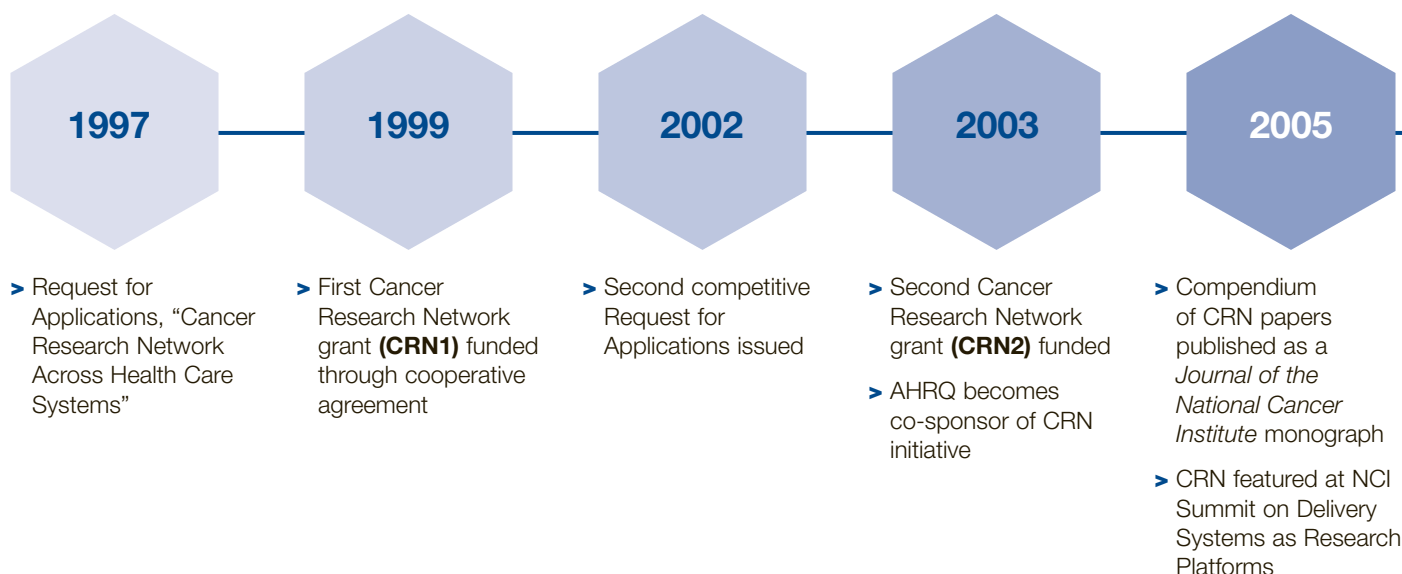 1997
1999
2002
2003
2005
> Request for
Applications, “Cancer
Research Network
Across Health Care
Systems”
> First Cancer
Research Network
grant (CRN1) funded
through cooperative
agreement
> Second competitive
Request for
Applications issued
> Second Cancer
Research Network
grant (CRN2) funded
> AHRQ becomes
co-sponsor of CRN
initiative
> Compendium
of CRN papers
published as a
Journal of the
National Cancer
Institute monograph
> CRN featured at NCI
Summit on Delivery
Systems as Research
Platforms